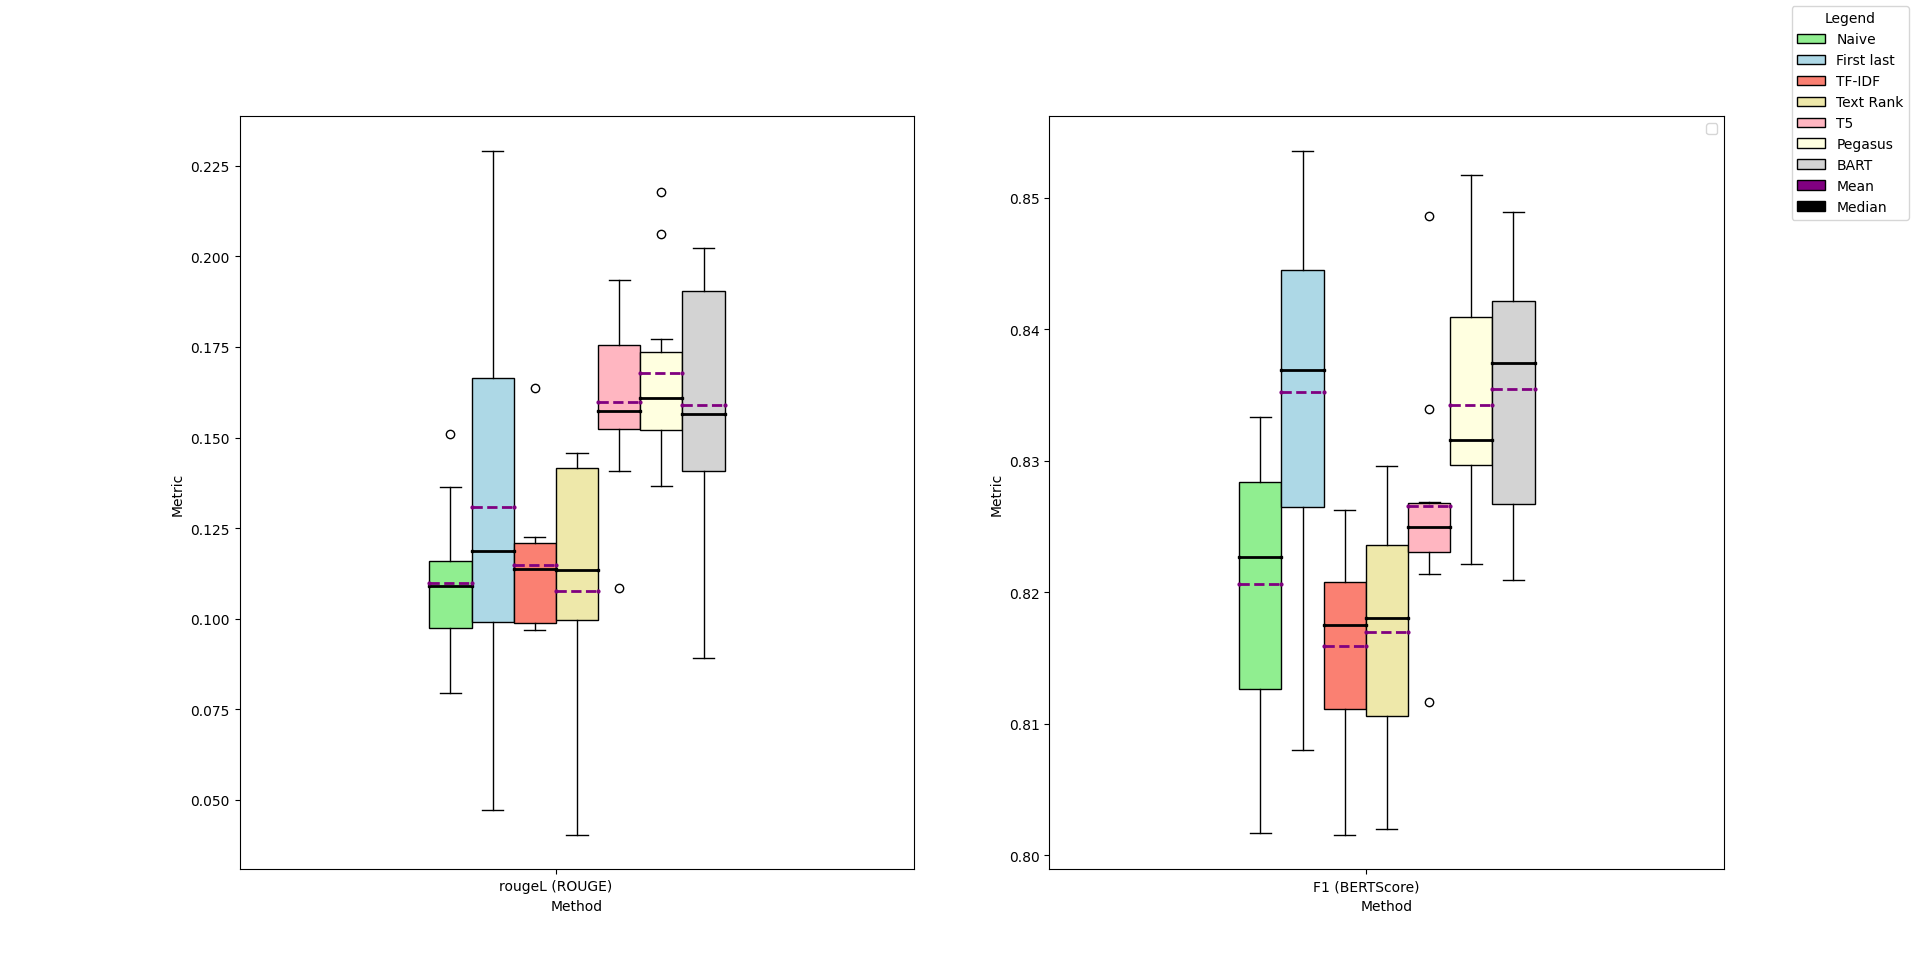 Legend
Naive
First last
TF-IDF
Text Rank
T5
Pegasus
BART
Mean
Median
0.225
0.200
0.175
0.150
0.125
0.100
0.075
0.050
Metric
rougeL (ROUGE)
Method
0.85
0.84
0.83
0.82
0.81
0.80
Metric
F1 (BERTScore)
Method